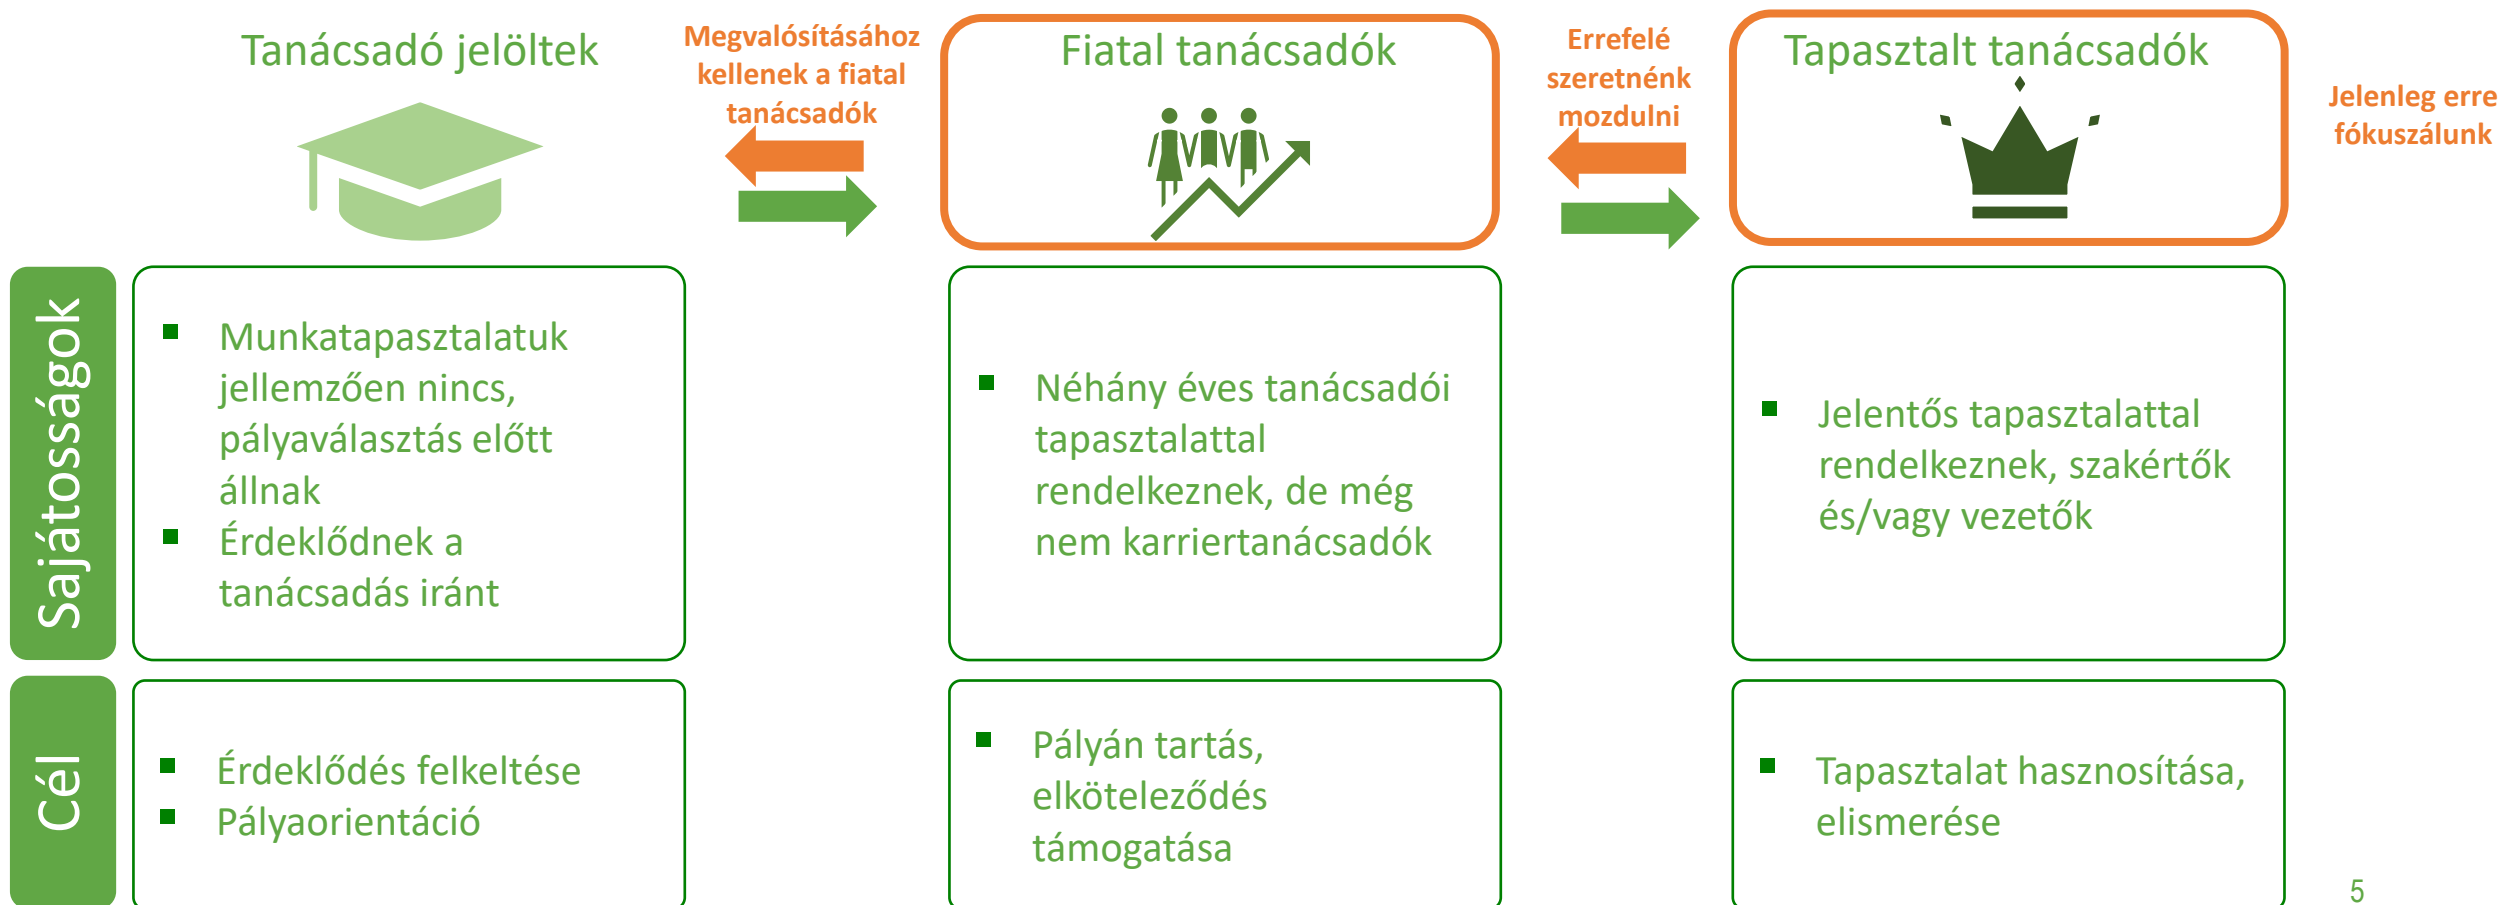 Tanácsadó jelöltek
Megvalósításához
kellenek a fiatal
tanácsadók
Fiatal tanácsadók
Errefelé
szeretnénk
mozdulni
Tapasztalt tanácsadók
Jelenleg erre
fókuszálunk
Sajátosságok
Munkatapasztalatuk
jellemzően nincs,
pályaválasztás előtt
állnak
Érdeklődnek a
tanácsadás iránt
Néhány éves tanácsadói
tapasztalattal
rendelkeznek, de még
nem karriertanácsadók
Jelentős tapasztalattal
rendelkeznek, szakértők
és/vagy vezetők
Cél
Érdeklődés felkeltése
Pályaorientáció
Pályán tartás,
elköteleződés
támogatása
Tapasztalat hasznosítása,
elismerése
5